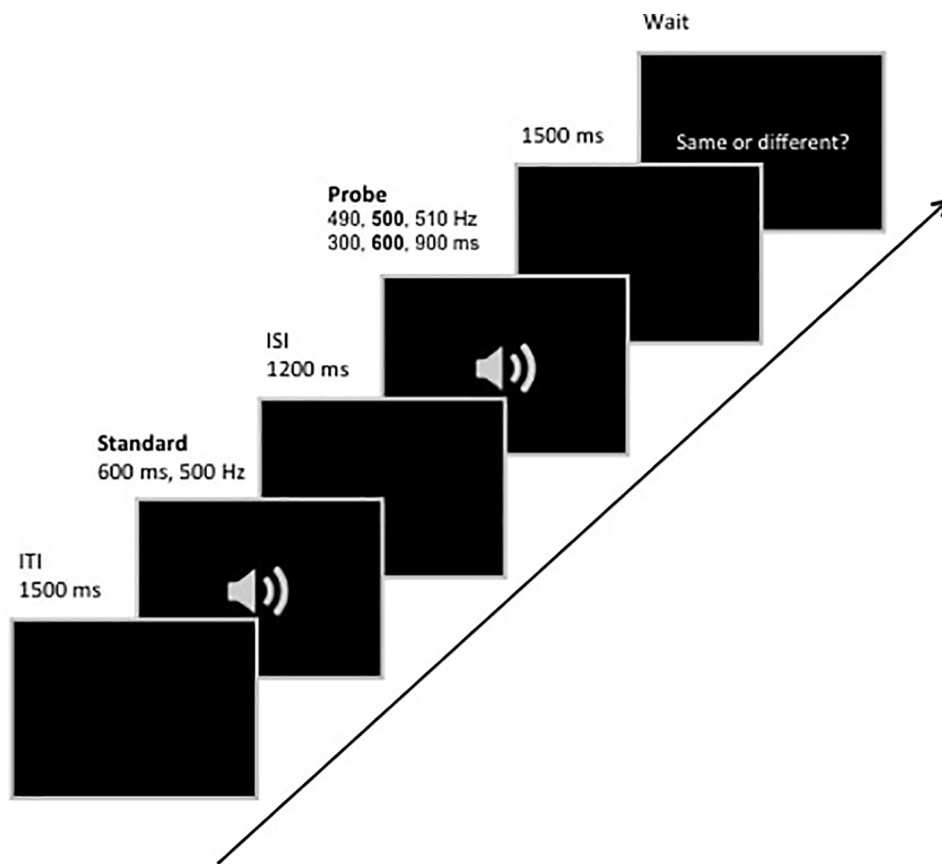 Wait
Same or different?
1500 ms
Probe
490, 500, 510 Hz
300, 600, 900 ms
ISI
1200 ms
Standard
600 ms, 500 Hz
ITI
1500 ms